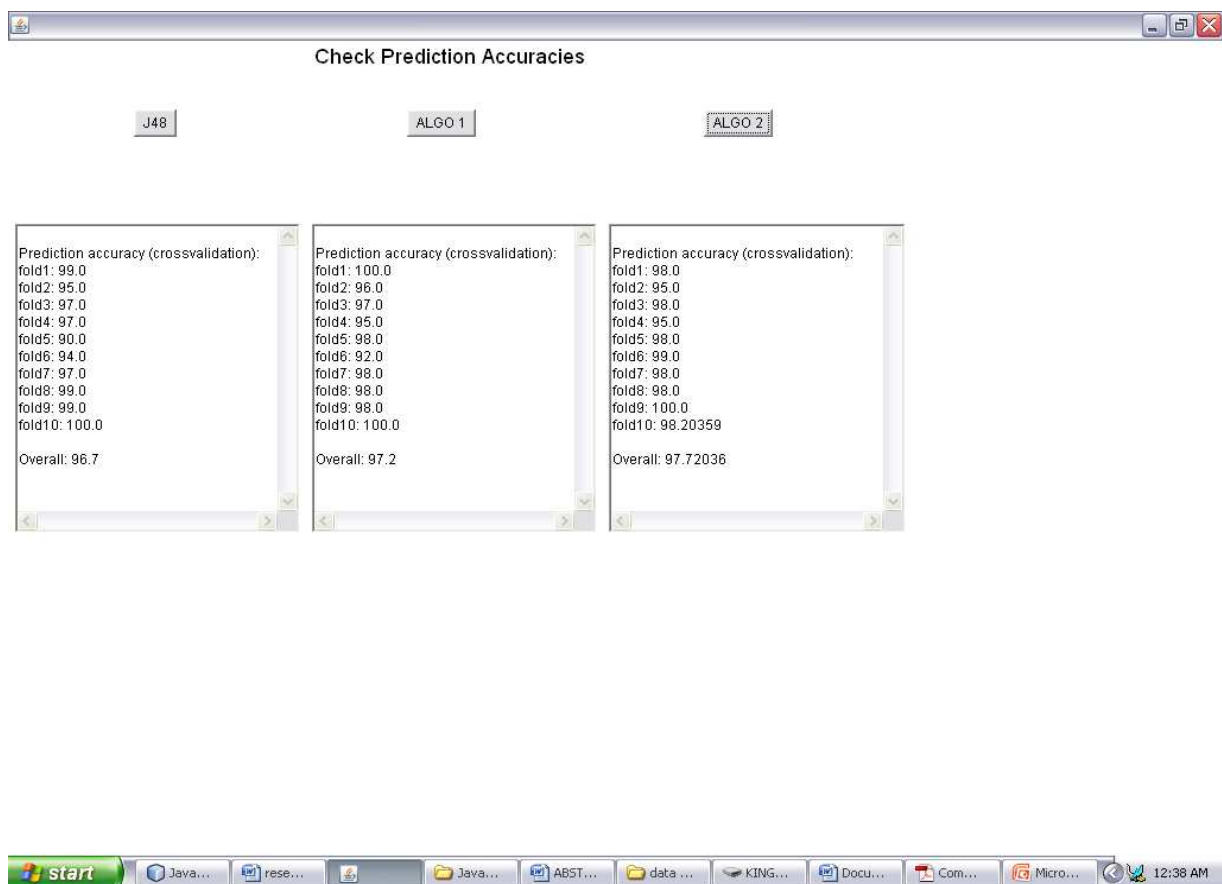 Check Prediction Accuracies
J48
ALGO 1
ALGO 2
Prediction accuracy (crossvalidation):
fold1: 99.0
fold2: 95.0
fold3: 97.0
fold4: 97.0
fold5: 90.0
fold6: 94.0
fold7: 97.0
fold8: 99.0
fold9: 99.0
fold10: 100.0
Overall: 96.7
Prediction accuracy (crossvalidation):
fold1: 100.0
fold2: 96.0
fold3: 97.0
fold4: 95.0
fold5: 98.0
fold6: 92.0
fold7: 98.0
fold8: 98.0
fold9: 98.0
fold10: 100.0
Overall: 97.2
Prediction accuracy (crossvalidation):
fold1: 98.0
fold2: 95.0
fold3: 98.0
fold4: 95.0
fold5: 98.0
fold6: 99.0
fold7: 98.0
fold8: 98.0
fold9: 100.0
fold10: 98.20359
Overall: 97.72036
start Java... rese... Java... ABST... data ... KING... Docu... Com... Micro... 12:38 AM